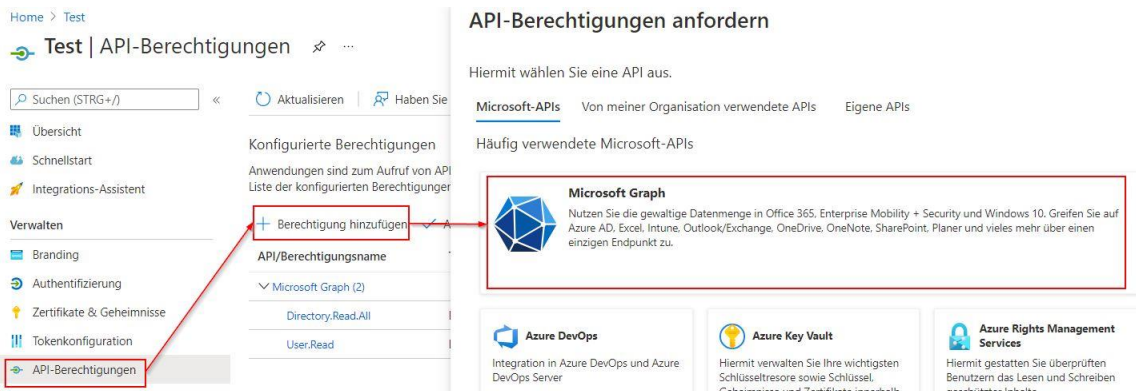 Home > Test
Test | API-Berechtigungen
Suchen (STRG+/)
«
Übersicht
Schnellstart
Integrations-Assistent
Verwalten
Branding
Authentifizierung
Zertifikate & Geheimnisse
Tokenkonfiguration
API-Berechtigungen
Aktualisieren
Haben Sie
Konfigurierte Berechtigungen
Anwendungen sind zum Aufruf von API
Liste der konfigurierten Berechtigunger
+ Berechtigung hinzufügen
API/Berechtigungsname
Microsoft Graph (2)
Directory.Read.All
User.Read
API-Berechtigungen anfordern
Hiermit wählen Sie eine API aus.
Microsoft-APIs Von meiner Organisation verwendete APIs Eigene APIs
Häufig verwendete Microsoft-APIs
Microsoft Graph
Nutzen Sie die gewaltige Datenmenge in Office 365, Enterprise Mobility + Security und Windows 10. Greifen Sie auf
Azure AD, Excel, Intune, Outlook/Exchange, OneDrive, OneNote, SharePoint, Planer und vieles mehr über einen
einzigen Endpunkt zu.
Azure DevOps
Integration in Azure DevOps und Azure
DevOps Server
Azure Key Vault
Hiermit verwalten Sie Ihre wichtigsten
Schlüsseltresore sowie Schlüssel,
Geheimnisse und Zertifikate innerhalb
Azure Rights Management
Services
Hiermit gestatten Sie überprüften
Benutzern das Lesen und Schreiben
geschützter Inhalte